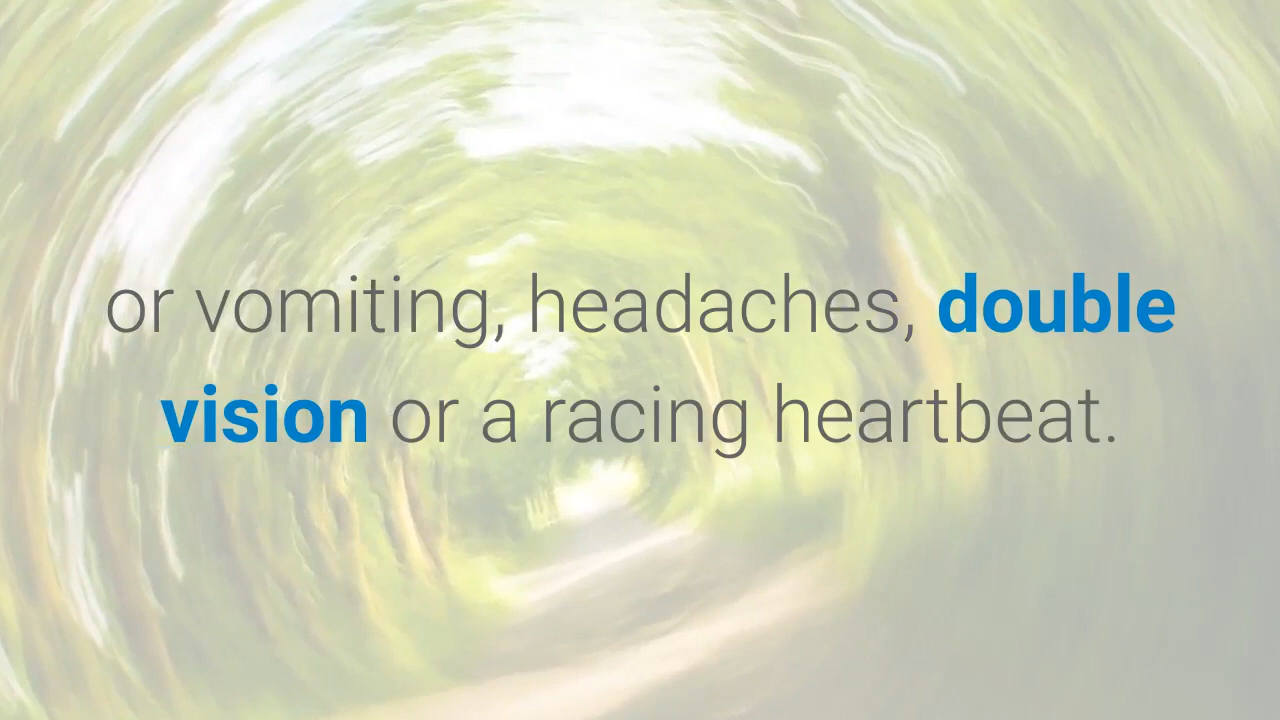 or vomiting, headaches, double
vision or a racing heartbeat.